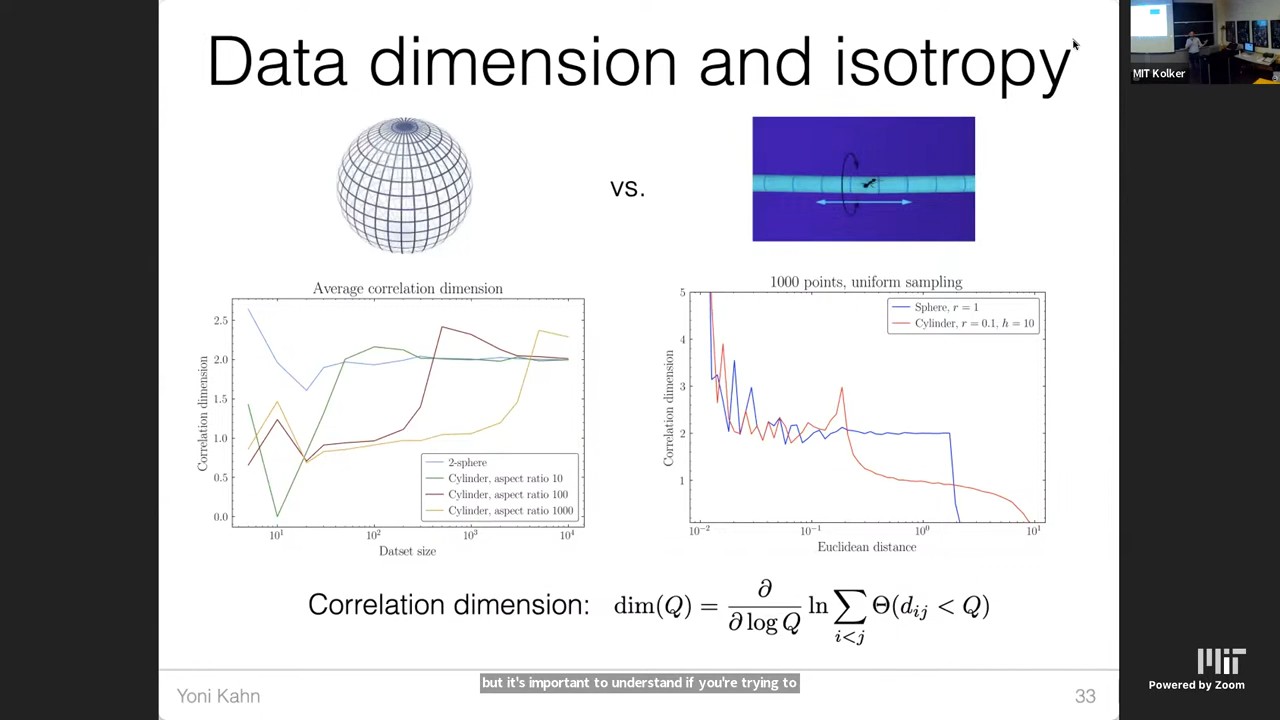 Data dimension and isotropy
MIT Kolker
vs.
Average correlation dimension
Correlation dimension
2.5
2.0
1.5
1.0
0.5
0.0
2-sphere
Cylinder, aspect ratio 10
Cylinder, aspect ratio 100
Cylinder, aspect ratio 1000
10¹
10²
10³
10⁴
Datset size
1000 points, uniform sampling
Correlation dimension
5
4
3
2
1
Sphere, r = 1
Cylinder, r = 0.1, h = 10
10⁻²
10⁻¹
10⁰
10¹
Euclidean distance
Correlation dimension: dim(Q) = ∂/∂ log Q ln ∑_{i<j} Θ(d_{ij} < Q)
but it's important to understand if you're trying to
Yoni Kahn
33
MIT
Powered by Zoom